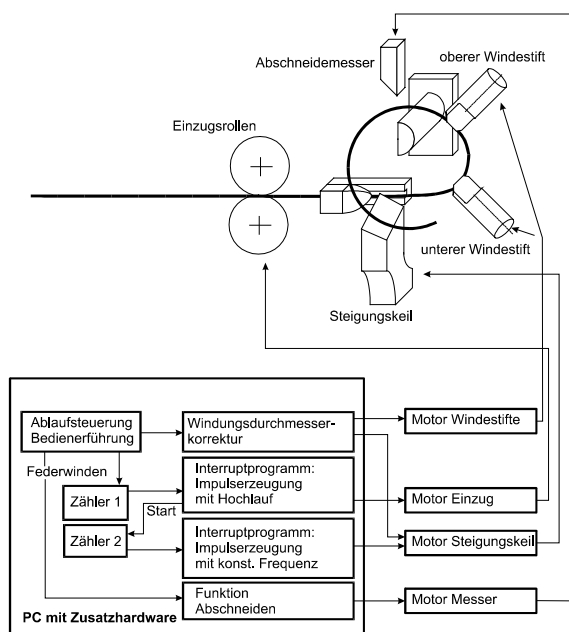 Abschneidemesser
oberer Windestift
Einzugsrollen
unterer Windestift
Steigungskeil
Ablaufsteuerung
Bedienerführung
Windungsdurchmesser-
korrektur
Motor Windestifte
Federwinden
Zähler 1
Interruptprogramm:
Impulserzeugung
mit Hochlauf
Motor Einzug
Start
Zähler 2
Interruptprogramm:
Impulserzeugung
mit konst. Frequenz
Motor Steigungskeil
Funktion
Abschneiden
Motor Messer
PC mit Zusatzhardware